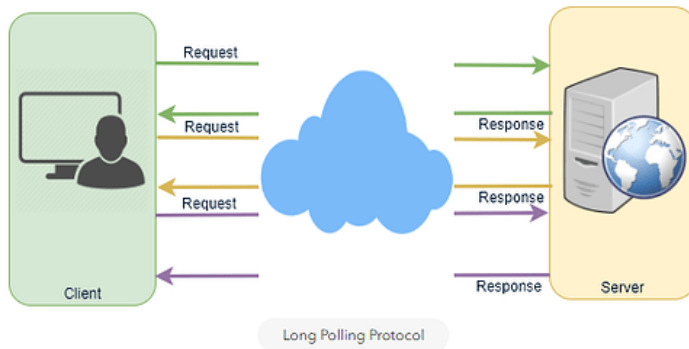 Request
Request
Response
Request
Response
Response
Client
Server
Long Polling Protocol